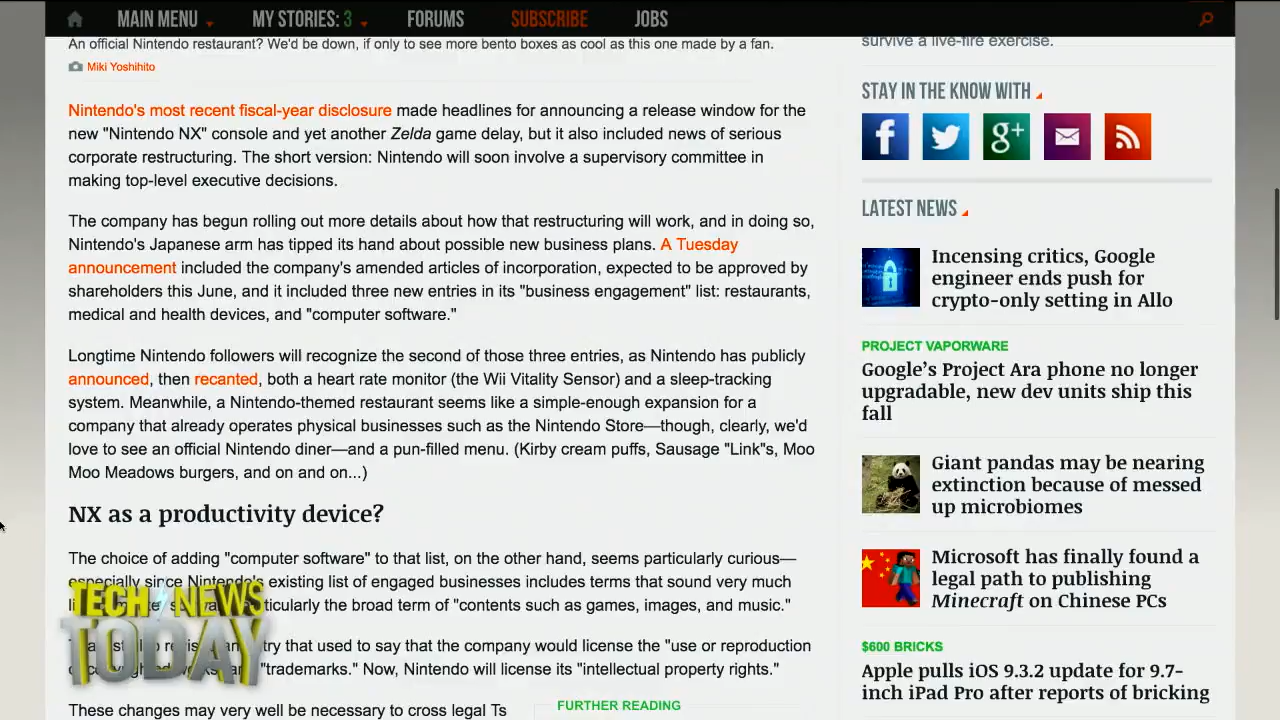 MAIN MENU MY STORIES: 3 FORUMS SUBSCRIBE JOBS
An official Nintendo restaurant? We'd be down, if only to see more bento boxes as cool as this one made by a fan.
Miki Yoshihito
Nintendo's most recent fiscal-year disclosure made headlines for announcing a release window for the
new "Nintendo NX" console and yet another Zelda game delay, but it also included news of serious
corporate restructuring. The short version: Nintendo will soon involve a supervisory committee in
making top-level executive decisions.
The company has begun rolling out more details about how that restructuring will work, and in doing so,
Nintendo's Japanese arm has tipped its hand about possible new business plans. A Tuesday
announcement included the company's amended articles of incorporation, expected to be approved by
shareholders this June, and it included three new entries in its "business engagement" list: restaurants,
medical and health devices, and "computer software."
Longtime Nintendo followers will recognize the second of those three entries, as Nintendo has publicly
announced, then recanted, both a heart rate monitor (the Wii Vitality Sensor) and a sleep-tracking
system. Meanwhile, a Nintendo-themed restaurant seems like a simple-enough expansion for a
company that already operates physical businesses such as the Nintendo Store—though, clearly, we'd
love to see an official Nintendo diner—and a pun-filled menu. (Kirby cream puffs, Sausage "Link"s, Moo
Moo Meadows burgers, and on and on...)
NX as a productivity device?
The choice of adding "computer software" to that list, on the other hand, seems particularly curious—
especially since Nintendo's existing list of engaged businesses includes terms that sound very much
particularly the broad term of "contents such as games, images, and music."
that used to say that the company would license the "use or reproduction
"trademarks." Now, Nintendo will license its "intellectual property rights."
These changes may very well be necessary to cross legal Ts
FURTHER READING
TECH NEWS
TODAY
survive a live-fire exercise.
STAY IN THE KNOW WITH
f g+
LATEST NEWS
Incensing critics, Google
engineer ends push for
crypto-only setting in Allo
PROJECT VAPORWARE
Google's Project Ara phone no longer
upgradable, new dev units ship this
fall
Giant pandas may be nearing
extinction because of messed
up microbiomes
Microsoft has finally found a
legal path to publishing
Minecraft on Chinese PCs
$600 BRICKS
Apple pulls iOS 9.3.2 update for 9.7-
inch iPad Pro after reports of bricking